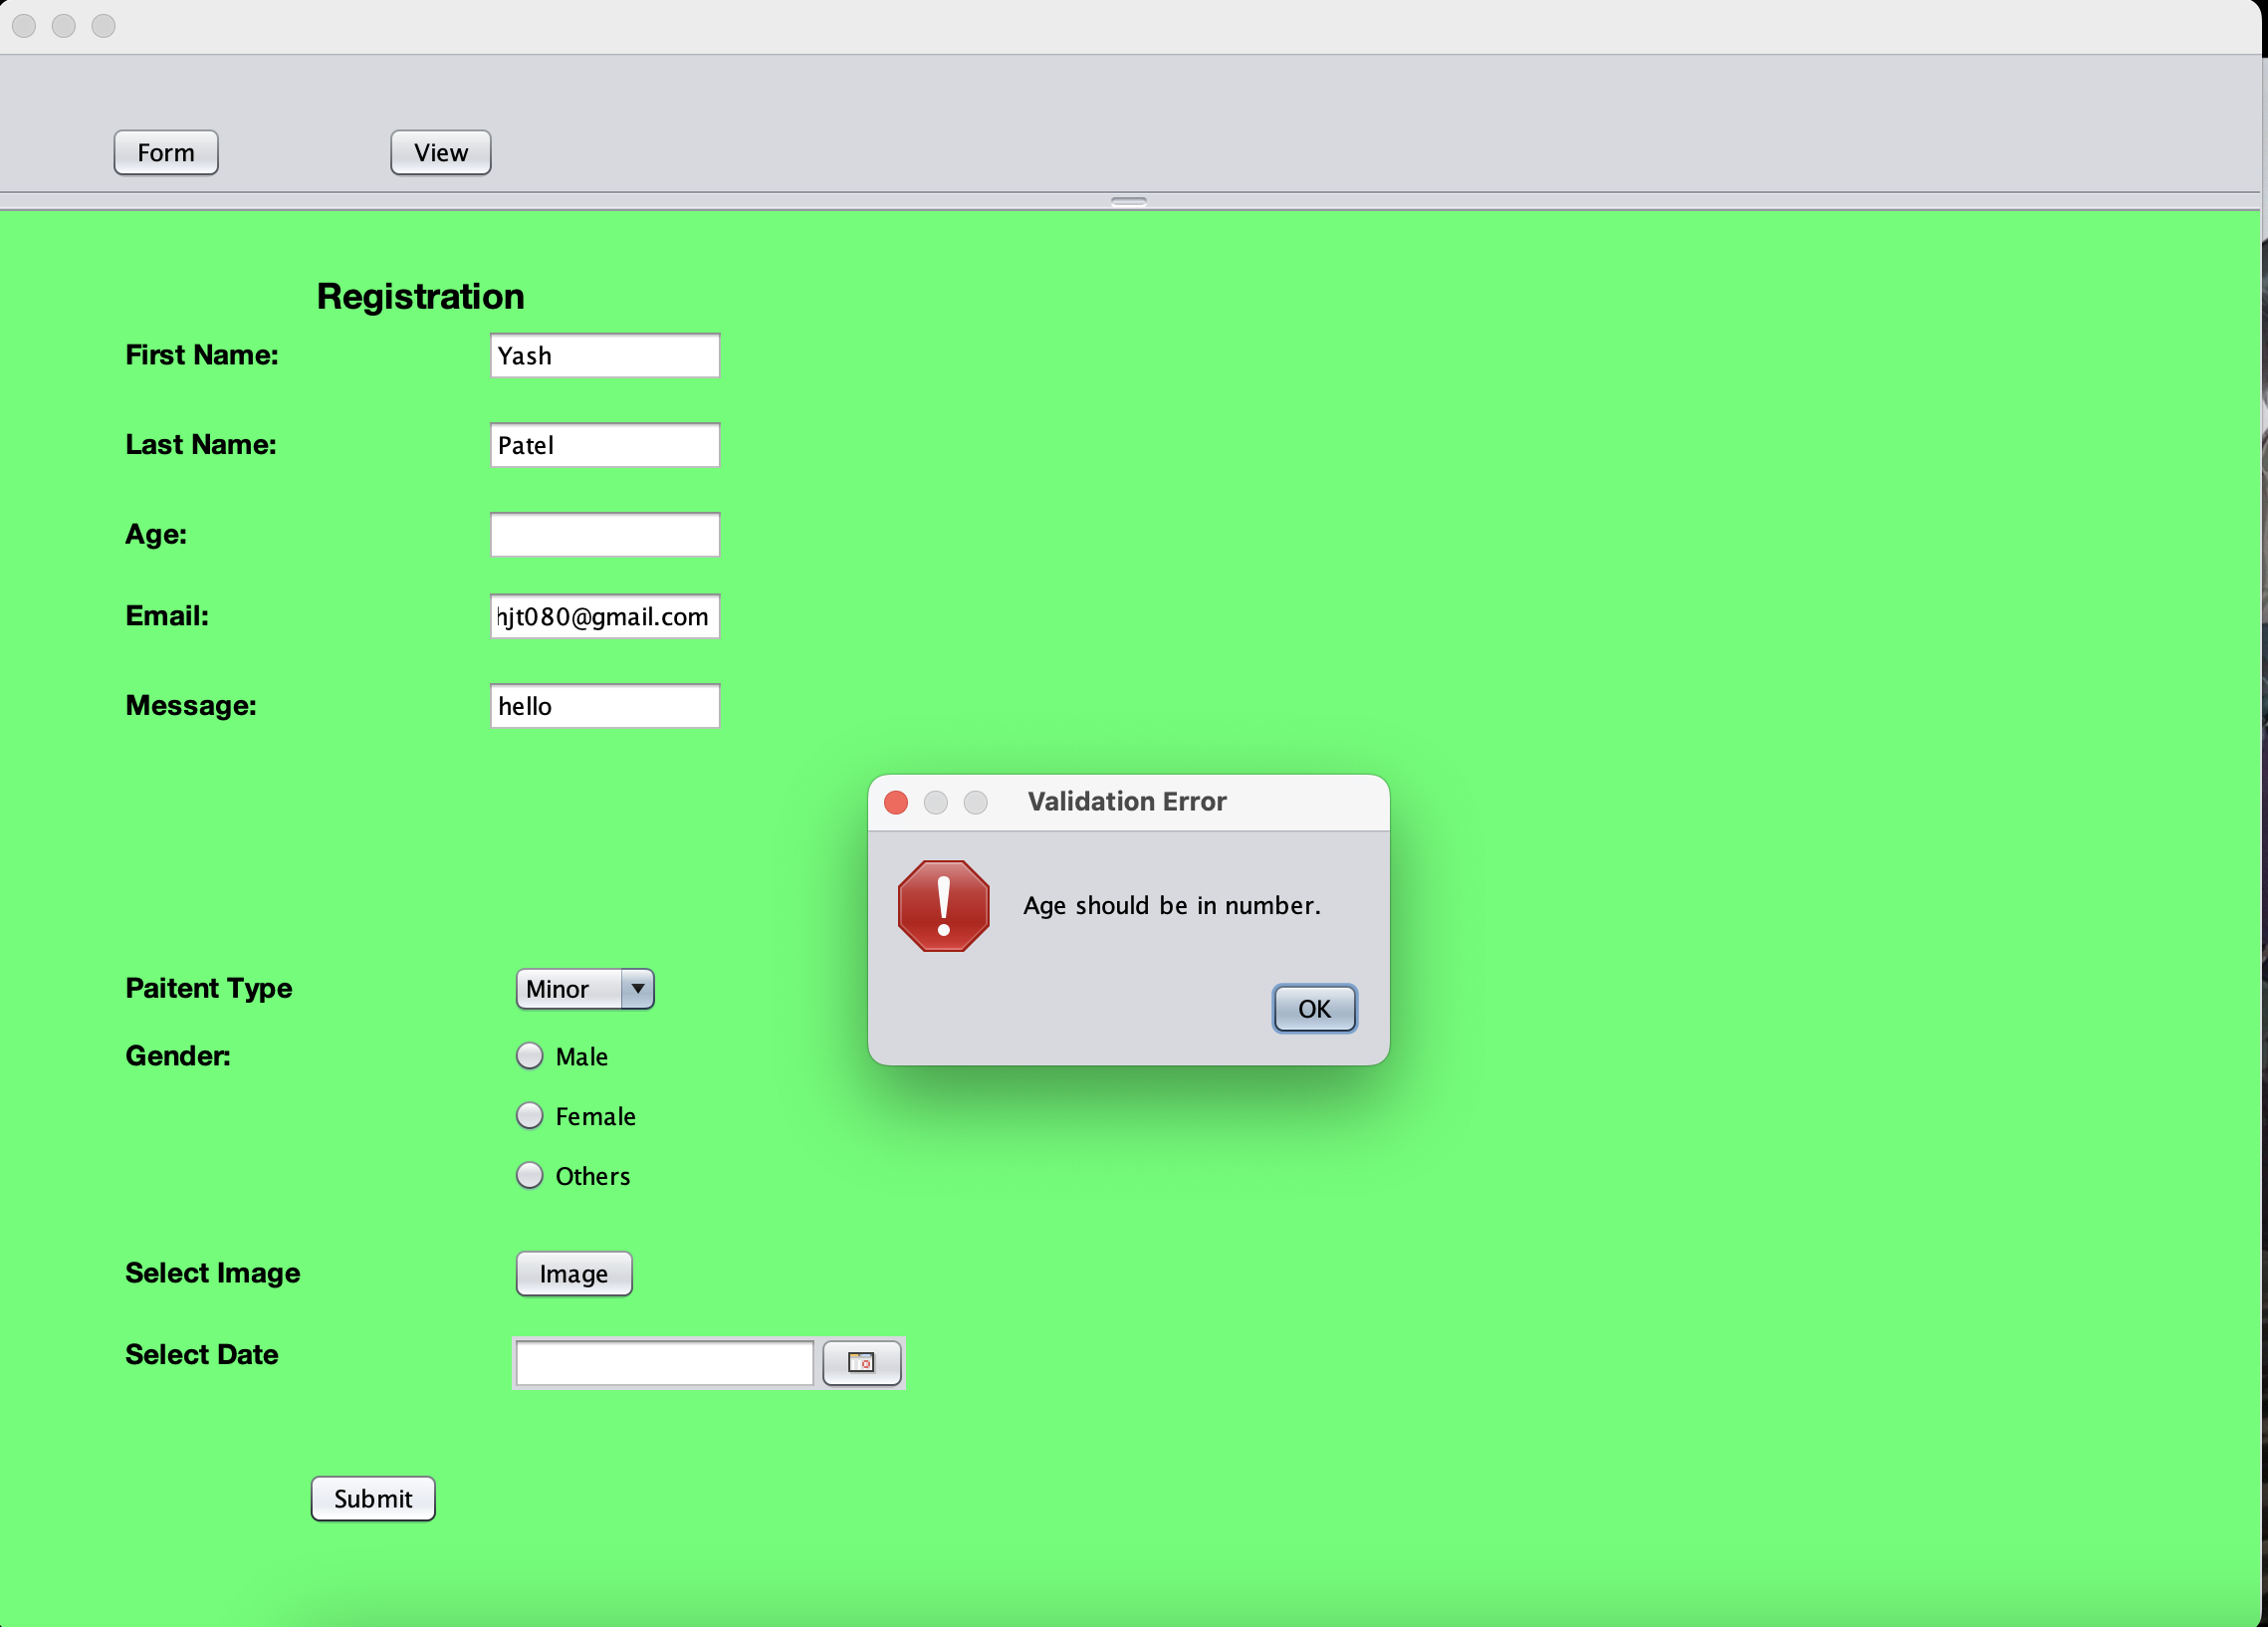 Form
View
Registration
First Name: Yash
Last Name: Patel
Age:
Email: hjt080@gmail.com
Message: hello
Validation Error
Age should be in number.
OK
Paitent Type Minor
Gender: Male
Female
Others
Select Image Image
Select Date
Submit